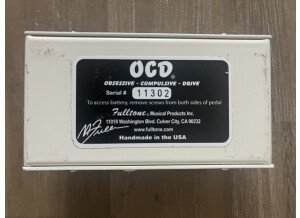 OCD®
OBSESSIVE - COMPULSIVE - DRIVE
Serial # 11302
To access battery, remove screws from both sides of pedal
Fulltone® Musical Products Inc.
11018 Washington Blvd. Culver City, CA 90232
www.fulltone.com
Handmade in the USA